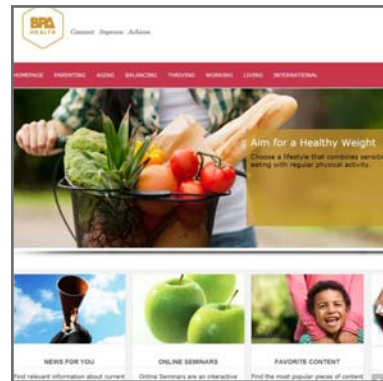 BPA
HEALTH
Connect. Improve. Achieve.
HOMEPAGE PARENTING AGING BALANCING THRIVING WORKING LIVING INTERNATIONAL
Aim for a Healthy Weight
Choose a lifestyle that combines sensib
eating with regular physical activity.
NEWS FOR YOU ONLINE SEMINARS FAVORITE CONTENT
Find relevant information about current Online Seminars are an interactive Find the most popular pieces of content